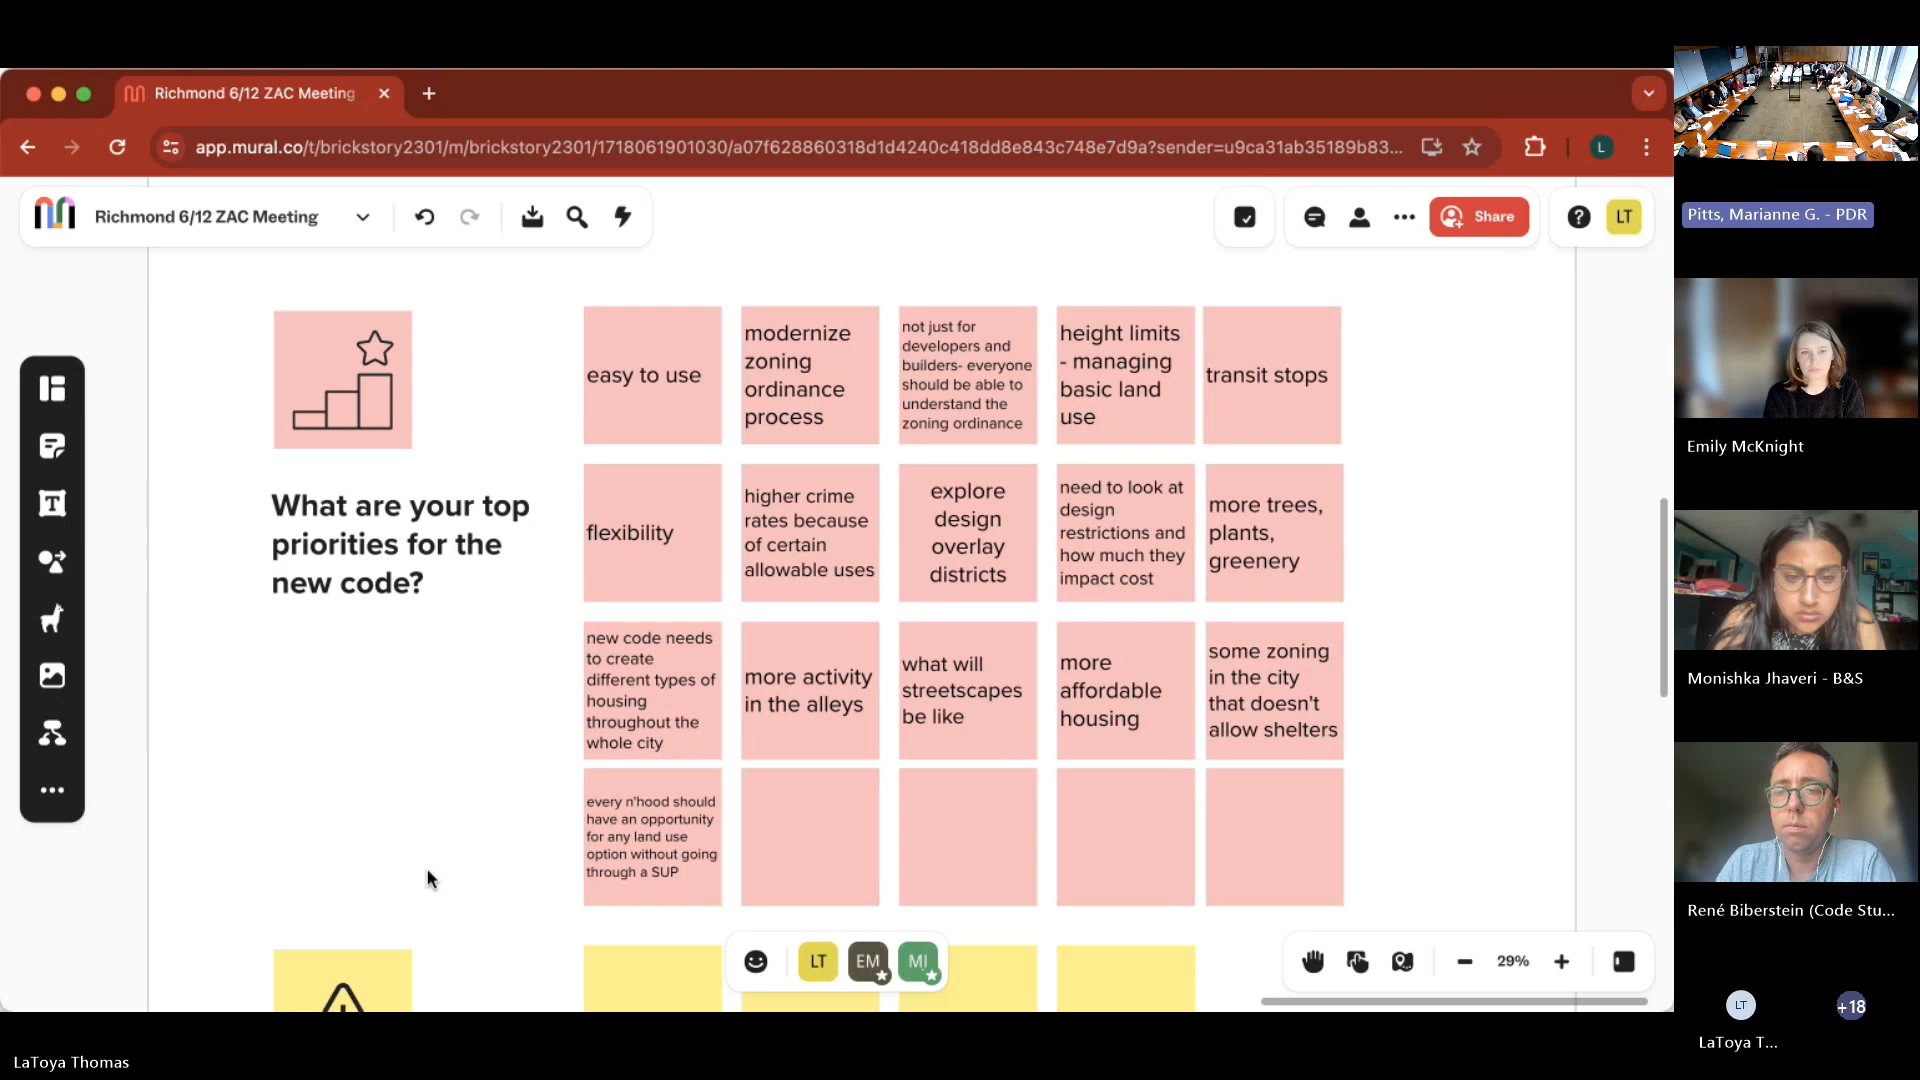 Richmond 6/12 ZAC Meeting
app.mural.co/t/brickstory2301/m/brickstory2301/1718061901030/a07f628860318d1d4240c418dd8e843c748e7d9a?sender=u9ca31ab35189b83...
L
Richmond 6/12 ZAC Meeting
Share
LT
What are your top
priorities for the
new code?
easy to use
modernize
zoning
ordinance
process
not just for
developers and
builders- everyone
should be able to
understand the
zoning ordinance
height limits
- managing
basic land
use
transit stops
flexibility
higher crime
rates because
of certain
allowable uses
explore
design
overlay
districts
need to look at
design
restrictions and
how much they
impact cost
more trees,
plants,
greenery
new code needs
to create
different types of
housing
throughout the
whole city
more activity
in the alleys
what will
streetscapes
be like
more
affordable
housing
some zoning
in the city
that doesn't
allow shelters
every n'hood should
have an opportunity
for any land use
option without going
through a SUP
LT
EM
MJ
29%
Pitts, Marianne G. - PDR
Emily McKnight
Monishka Jhaveri - B&S
René Biberstein (Code Stu...
LT
+18
LaToya T...
LaToya Thomas